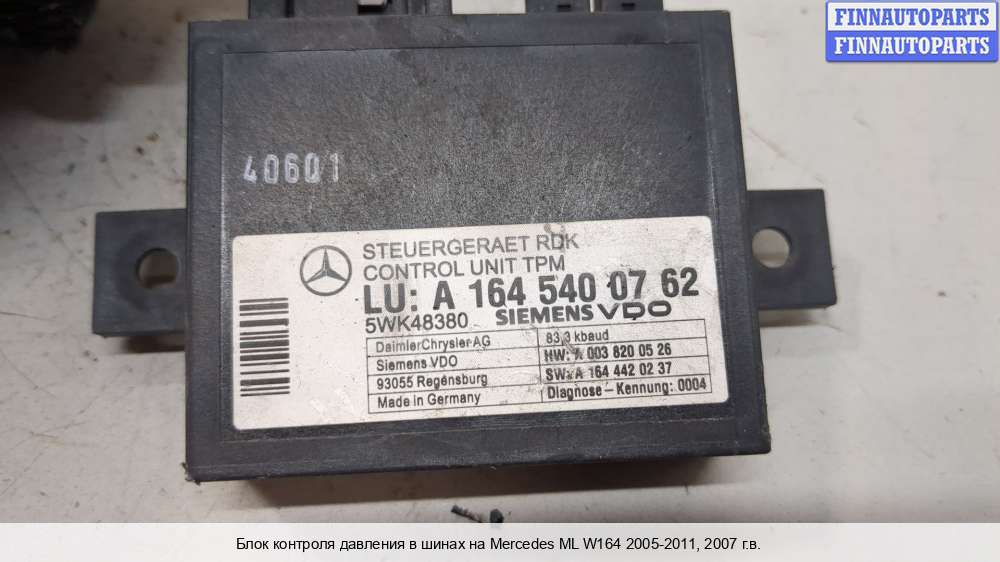 FINNAUTOPARTS
FINNAUTOPARTS
40601
STEUERGERAET RDK
CONTROL UNIT TPM
LU: A 164 540 07 62
5WK48380 SIEMENS VDO
DaimlerChrysler AG 83,3 kbaud
Siemens VDO HW: A 003 820 05 26
93055 Regensburg SW: A 164 442 02 37
Made in Germany Diagnose – Kennung: 0004
Блок контроля давления в шинах на Mercedes ML W164 2005-2011, 2007 г.в.